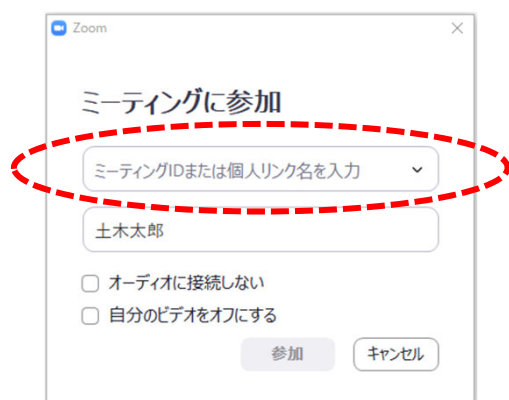 Zoom
ミーティングに参加
ミーティングIDまたは個人リンク名を入力
土木太郎
オーディオに接続しない
自分のビデオをオフにする
参加 キャンセル